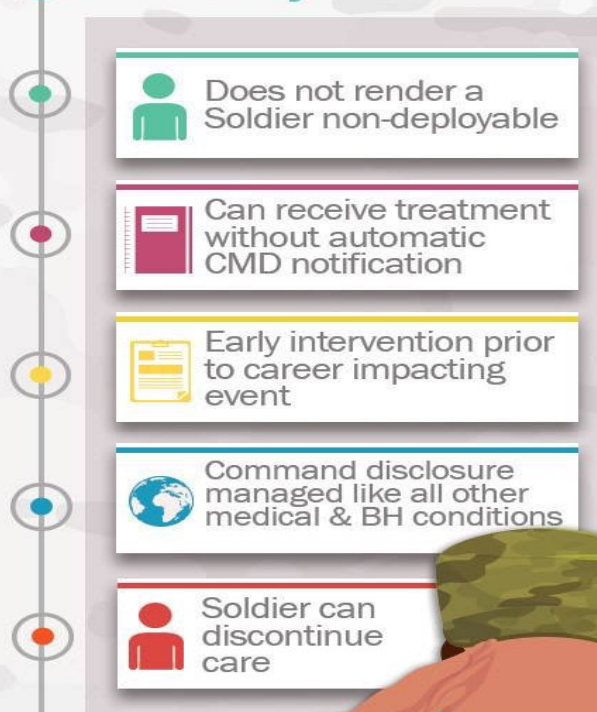 Does not render a
Soldier non-deployable
Can receive treatment
without automatic
CMD notification
Early intervention prior
to career impacting
event
Command disclosure
managed like all other
medical & BH conditions
Soldier can
discontinue
care